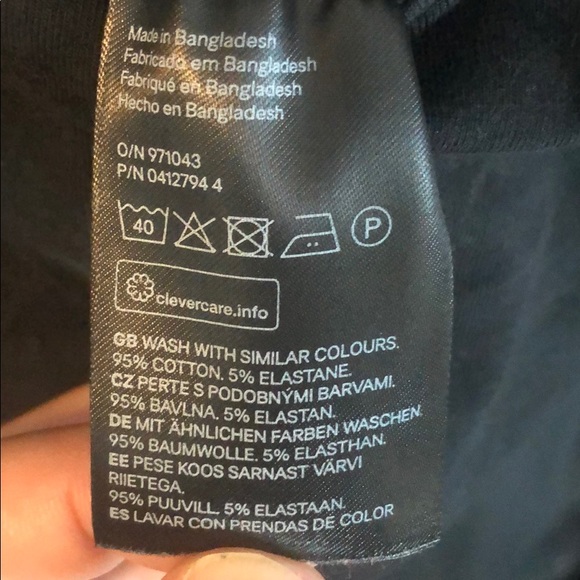 Made in Bangladesh
Fabricado em Bangladesh
Fabriqué en Bangladesh
Hecho en Bangladesh
O/N 971043
P/N 0412794 4
40 P
clevercare.info
GB WASH WITH SIMILAR COLOURS.
95% COTTON. 5% ELASTANE.
CZ PERTE S PODOBNÝMI BARVAMI.
95% BAVLNA. 5% ELASTAN.
DE MIT ÄHNLICHEN FARBEN WASCHEN.
95% BAUMWOLLE. 5% ELASTHAN.
EE PESE KOOS SARNAST VÄRVI
RIIETEGA.
95% PUUVILL. 5% ELASTAAN.
ES LAVAR CON PRENDAS DE COLOR